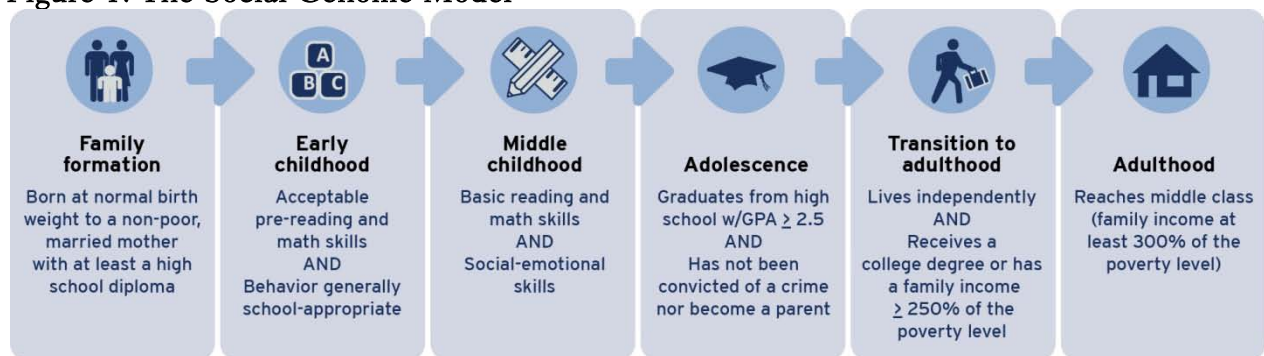 Figure 1. The Social Genome Model
A
B C
Family
formation
Born at normal birth
weight to a non-poor,
married mother
with at least a high
school diploma
Early
childhood
Acceptable
pre-reading and
math skills
AND
Behavior generally
school-appropriate
Middle
childhood
Basic reading and
math skills
AND
Social-emotional
skills
Adolescence
Graduates from high
school w/GPA ≥ 2.5
AND
Has not been
convicted of a crime
nor become a parent
Transition to
adulthood
Lives independently
AND
Receives a
college degree or has
a family income
≥ 250% of the
poverty level
Adulthood
Reaches middle class
(family income at
least 300% of the
poverty level)